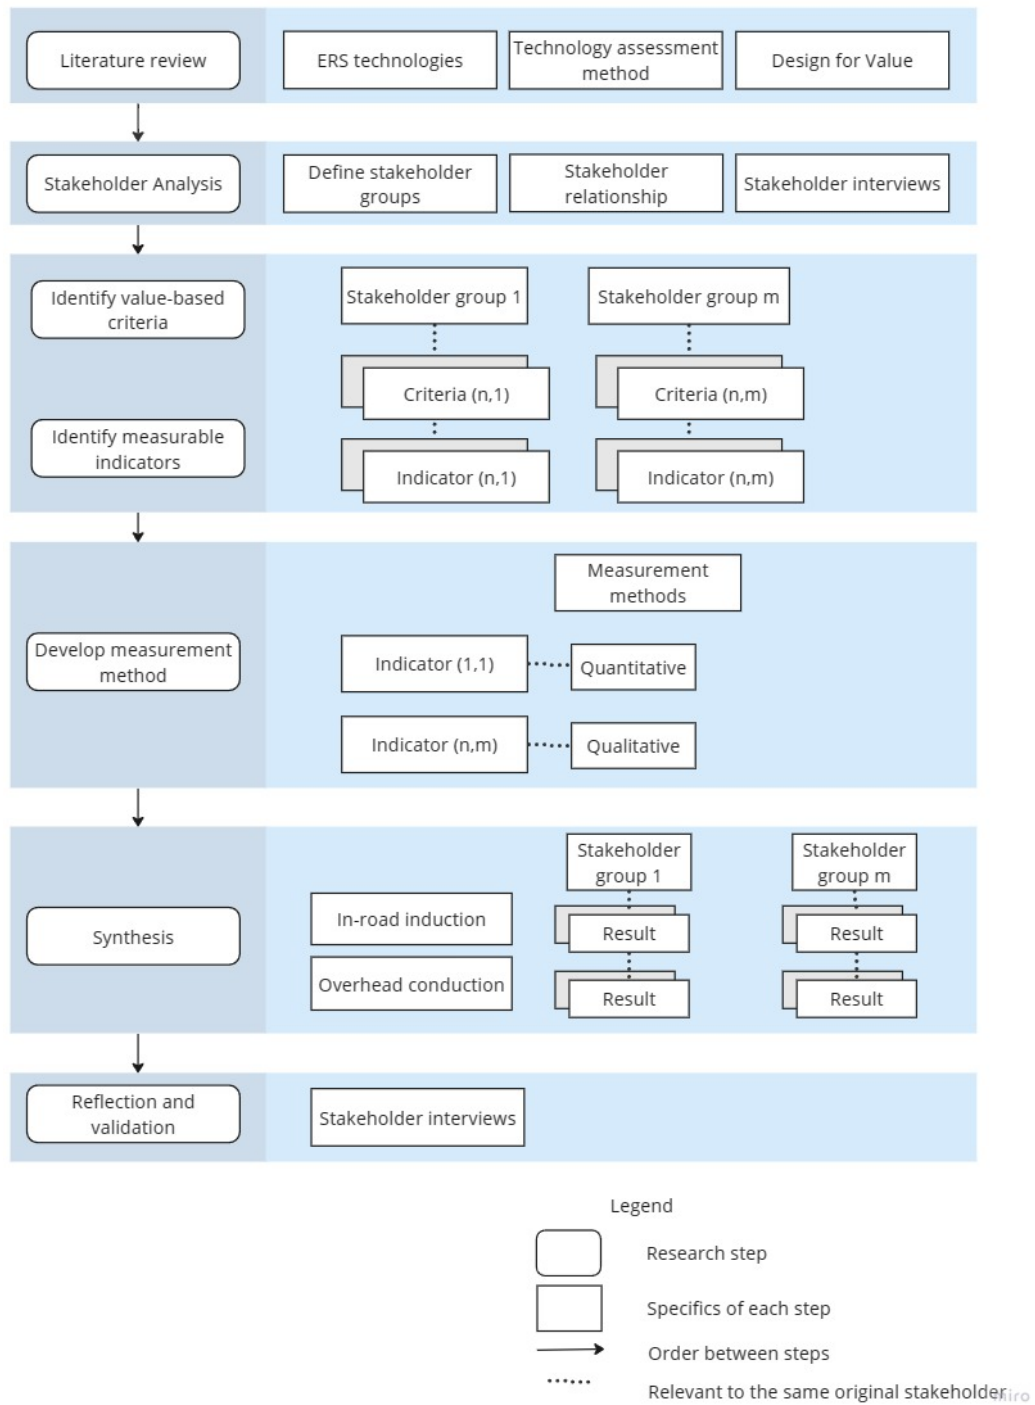 Literature review
ERS technologies
Technology assessment
method
Design for Value
Stakeholder Analysis
Define stakeholder
groups
Stakeholder
relationship
Stakeholder interviews
Identify value-based
criteria
Stakeholder group 1
Stakeholder group m
Criteria (n,1)
Criteria (n,m)
Identify measurable
indicators
Indicator (n,1)
Indicator (n,m)
Measurement
methods
Develop measurement
method
Indicator (1,1)
Quantitative
Indicator (n,m)
Qualitative
Synthesis
Stakeholder
group 1
Stakeholder
group m
In-road induction
Result
Result
Overhead conduction
Result
Result
Reflection and
validation
Stakeholder interviews
Legend
Research step
Specifics of each step
Order between steps
Relevant to the same original stakeholder
miro